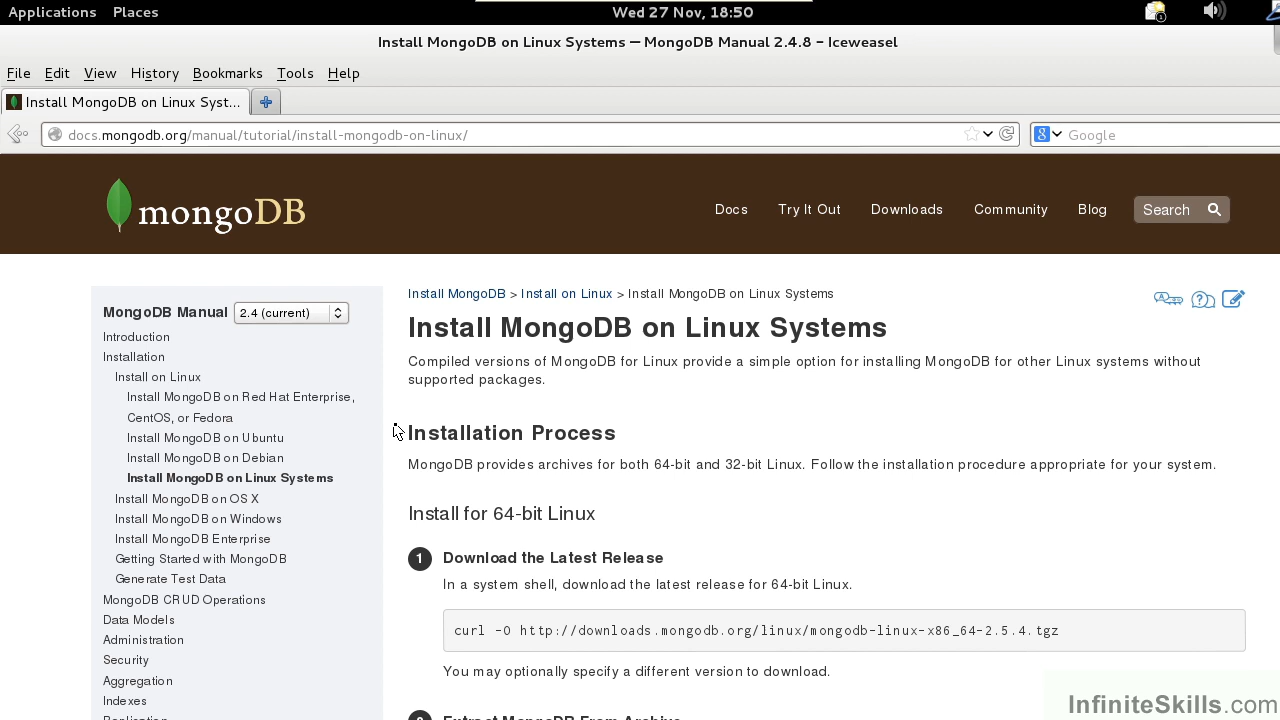 Applications Places Wed 27 Nov, 18:50 1
Install MongoDB on Linux Systems — MongoDB Manual 2.4.8 - Iceweasel
File Edit View History Bookmarks Tools Help
Install MongoDB on Linux Syst...
docs.mongodb.org/manual/tutorial/install-mongodb-on-linux/ 8 Google
mongoDB
Docs Try It Out Downloads Community Blog Search
MongoDB Manual 2.4 (current)
Introduction
Installation
Install on Linux
Install MongoDB on Red Hat Enterprise,
CentOS, or Fedora
Install MongoDB on Ubuntu
Install MongoDB on Debian
Install MongoDB on Linux Systems
Install MongoDB on OS X
Install MongoDB on Windows
Install MongoDB Enterprise
Getting Started with MongoDB
Generate Test Data
MongoDB CRUD Operations
Data Models
Administration
Security
Aggregation
Indexes
Replication
Install MongoDB > Install on Linux > Install MongoDB on Linux Systems
Install MongoDB on Linux Systems
Compiled versions of MongoDB for Linux provide a simple option for installing MongoDB for other Linux systems without
supported packages.
Installation Process
MongoDB provides archives for both 64-bit and 32-bit Linux. Follow the installation procedure appropriate for your system.
Install for 64-bit Linux
1 Download the Latest Release
In a system shell, download the latest release for 64-bit Linux.
curl -O http://downloads.mongodb.org/linux/mongodb-linux-x86_64-2.5.4.tgz
You may optionally specify a different version to download.
2 Extract MongoDB From Archive
InfiniteSkills.com